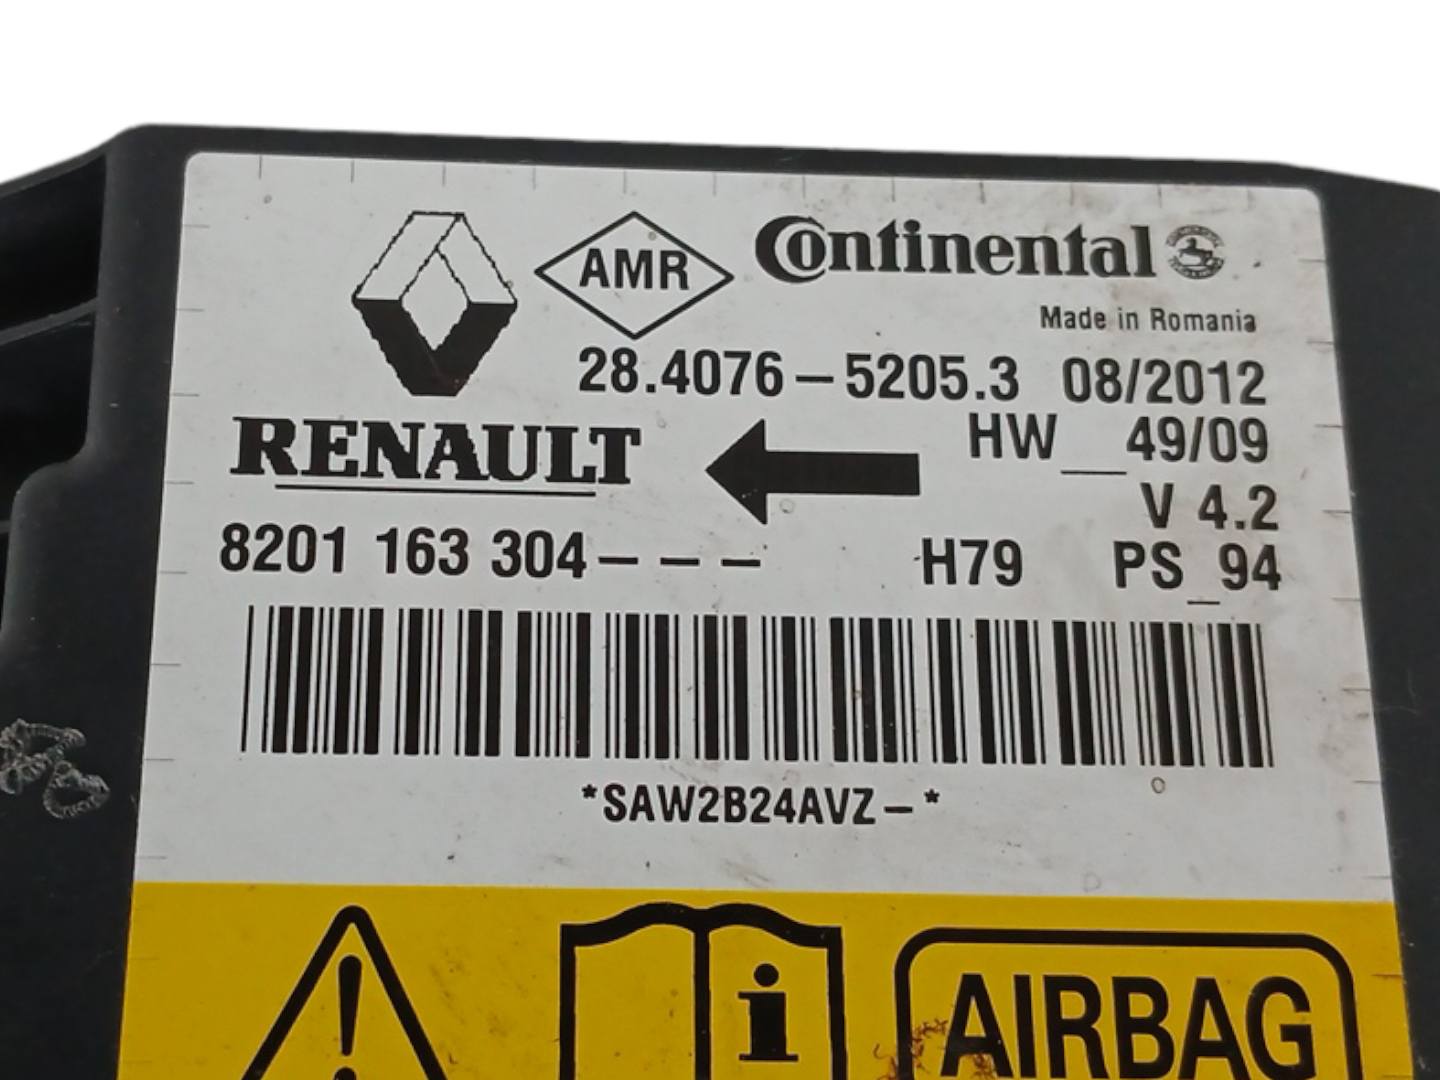 AMR Continental
Made in Romania
28.4076-5205.3 08/2012
RENAULT HW__49/09
V 4.2
8201 163 304--- H79 PS_94
*SAW2B24AVZ-*
! i AIRBAG